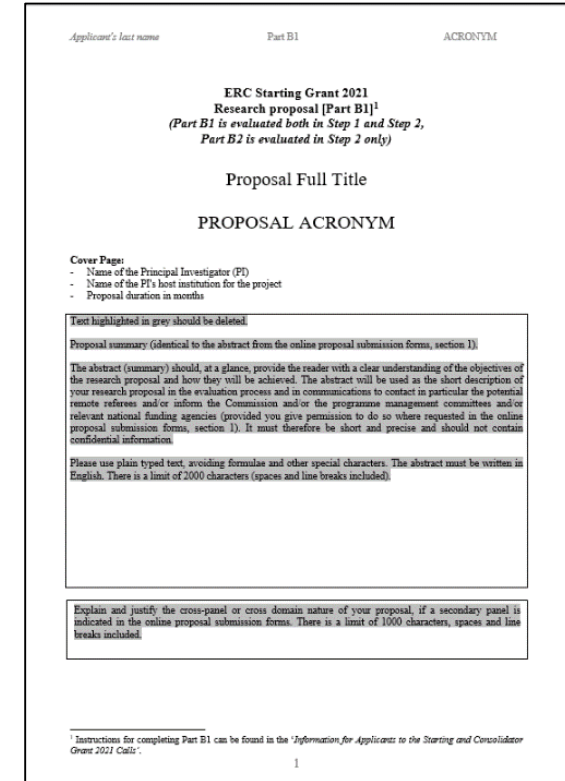 Applicant's last name Part B1 ACRONYM
ERC Starting Grant 2021
Research proposal [Part B1]¹
(Part B1 is evaluated both in Step 1 and Step 2,
Part B2 is evaluated in Step 2 only)
Proposal Full Title
PROPOSAL ACRONYM
Cover Page:
- Name of the Principal Investigator (PI)
- Name of the PI's host institution for the project
- Proposal duration in months
Text highlighted in grey should be deleted.
Proposal summary (identical to the abstract from the online proposal submission forms, section 1).
The abstract (summary) should, at a glance, provide the reader with a clear understanding of the objectives of
the research proposal and how they will be achieved. The abstract will be used as the short description of
your research proposal in the evaluation process and in communications to contact in particular the potential
remote referees and/or inform the Commission and/or the programme management committees and/or
relevant national funding agencies (provided you give permission to do so where requested in the online
proposal submission forms, section 1). It must therefore be short and precise and should not contain
confidential information.
Please use plain typed text, avoiding formulae and other special characters. The abstract must be written in
English. There is a limit of 2000 characters (spaces and line breaks included).
Explain and justify the cross-panel or cross domain nature of your proposal, if a secondary panel is
indicated in the online proposal submission forms. There is a limit of 1000 characters, spaces and line
breaks included.
¹ Instructions for completing Part B1 can be found in the 'Information for Applicants to the Starting and Consolidator
Grant 2021 Calls'.
1